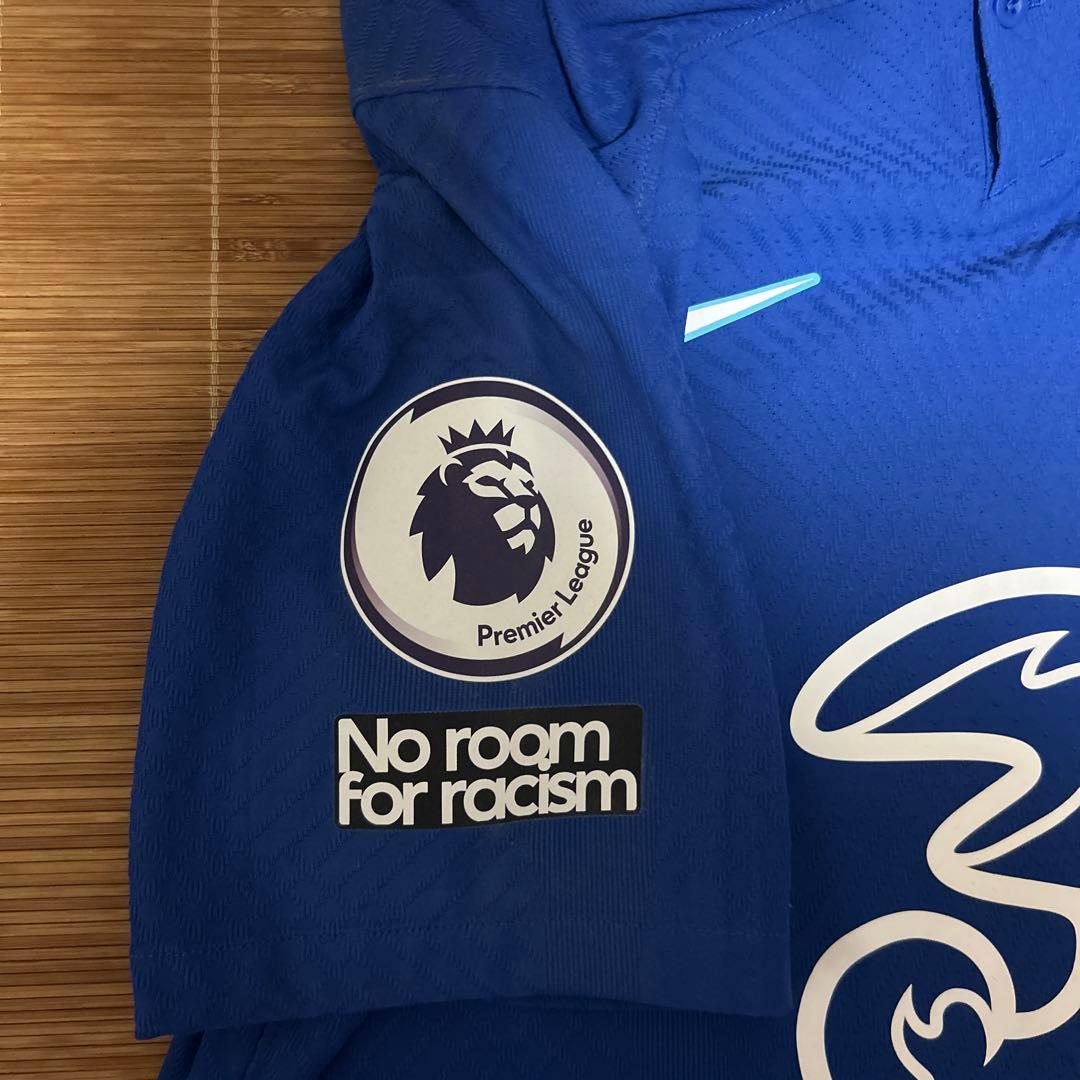 Premier League
No room
for racism